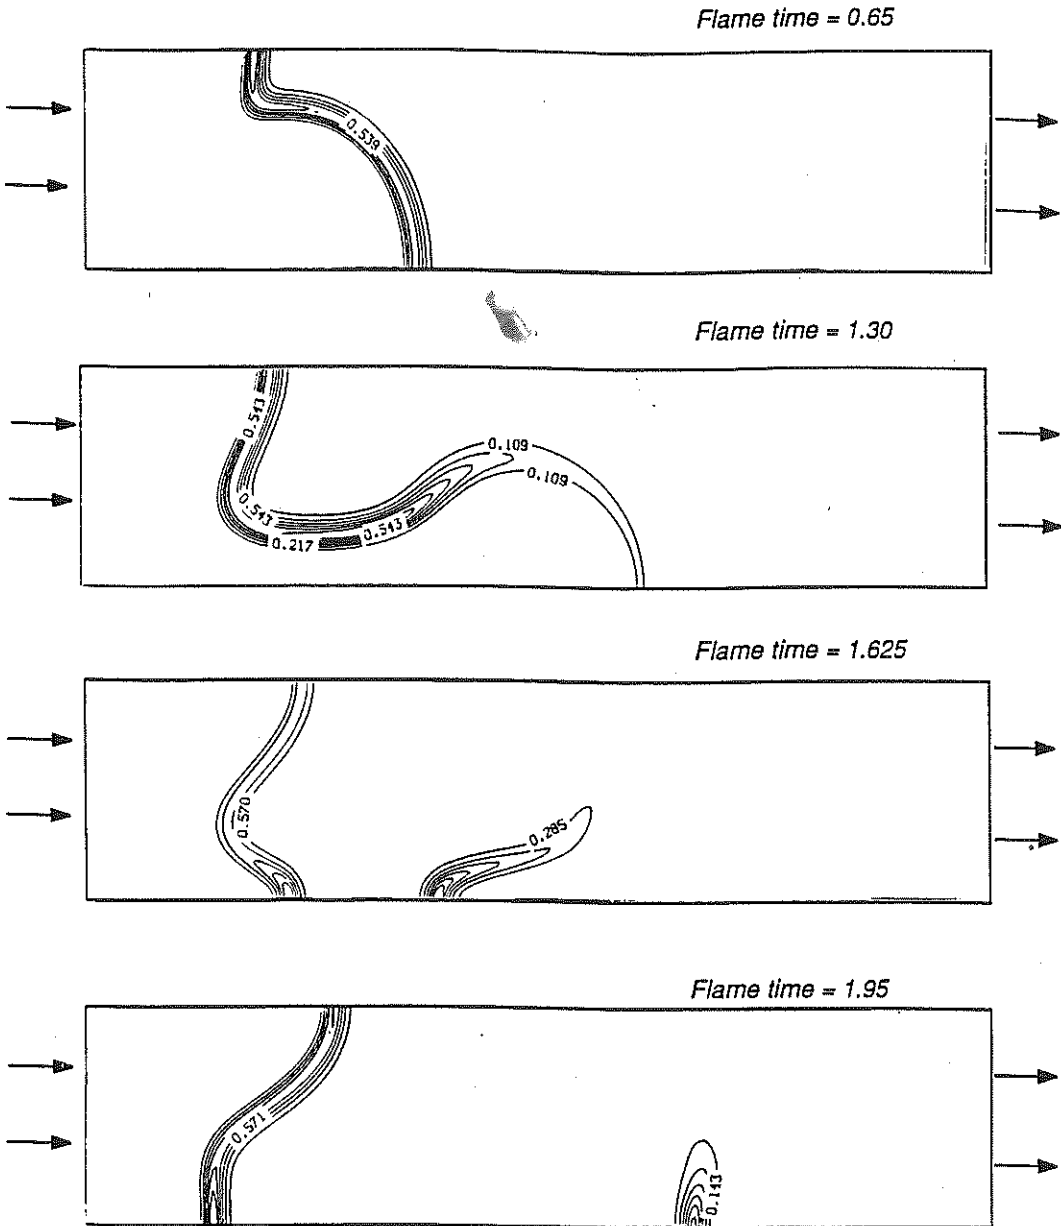 Flame time = 0.65
0.539
Flame time = 1.30
0.543
0.109
0.109
0.543
0.543
0.217
Flame time = 1.625
0.570
0.285
Flame time = 1.95
0.571
0.143